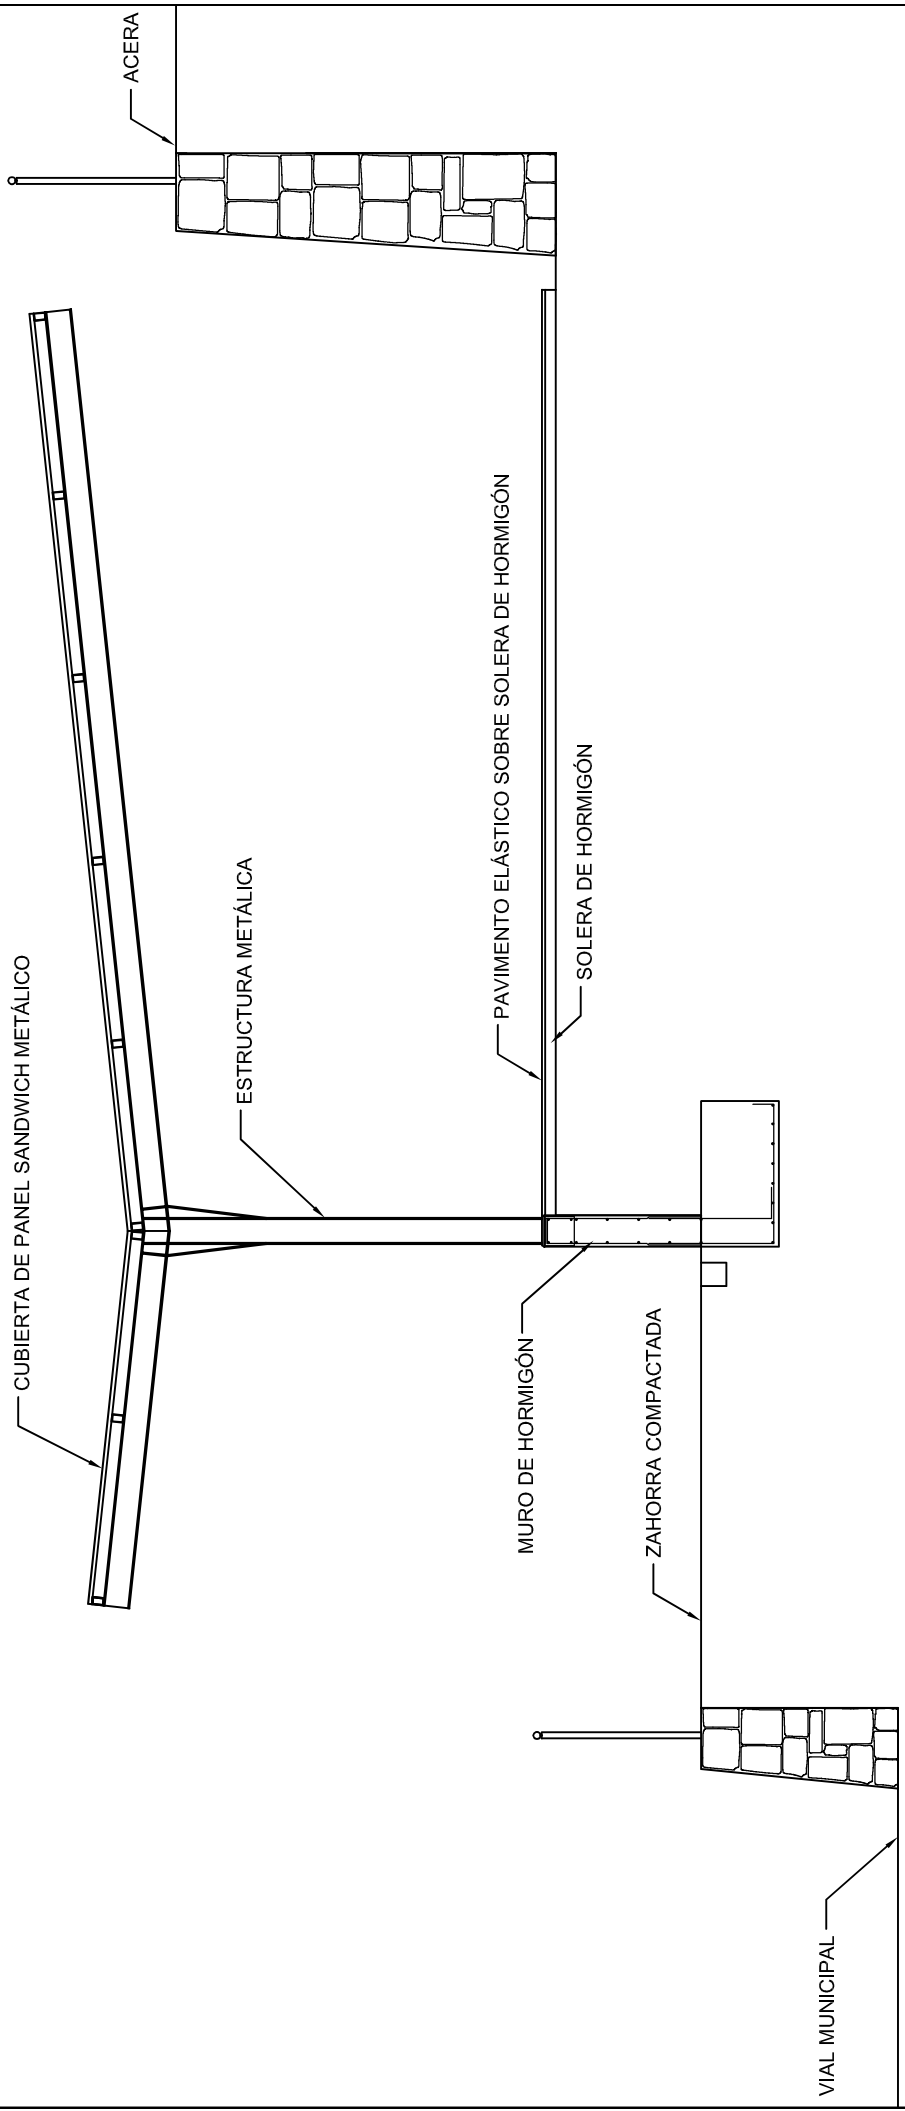 CUBIERTA DE PANEL SANDWICH METÁLICO
ACERA
ESTRUCTURA METÁLICA
PAVIMENTO ELÁSTICO SOBRE SOLERA DE HORMIGÓN
MURO DE HORMIGÓN
SOLERA DE HORMIGÓN
ZAHORRA COMPACTADA
VIAL MUNICIPAL